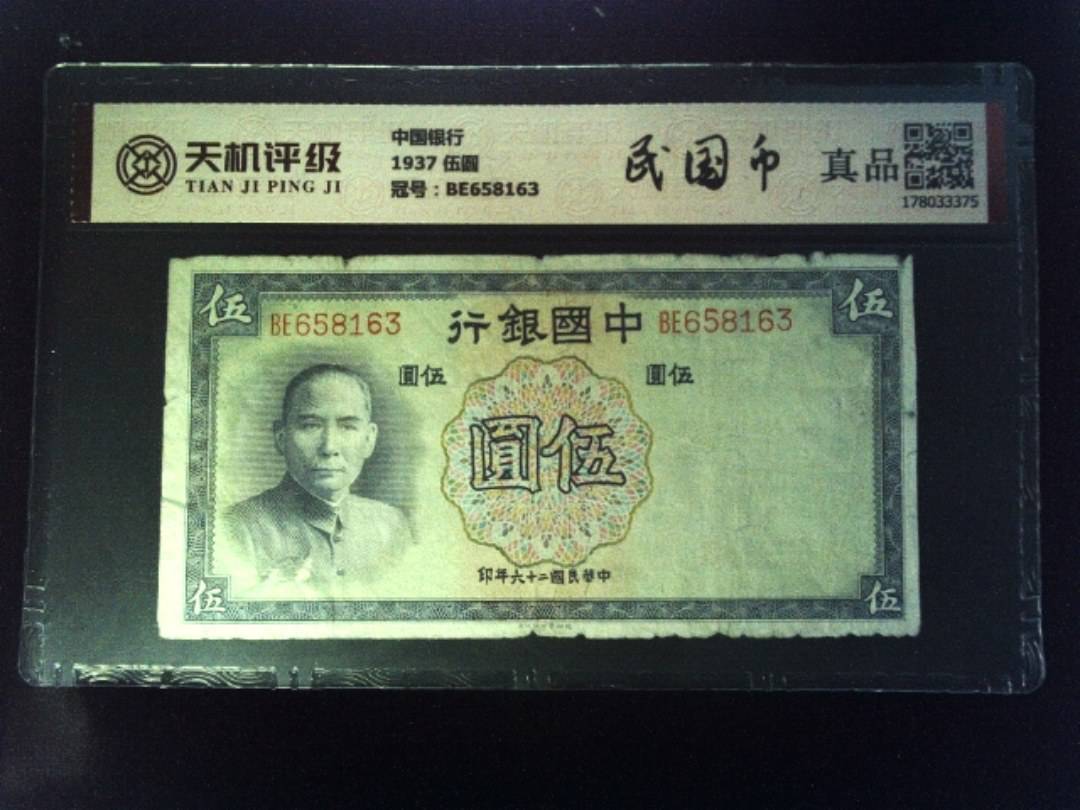 天机评级
TIAN JI PING JI
中国银行
1937 伍圆
冠号：BE658163
民国币
真品
178033375
伍
伍
BE658163
行銀國中
BE658163
圓伍
圓伍
圓伍
印年六十二國民華中
伍
伍